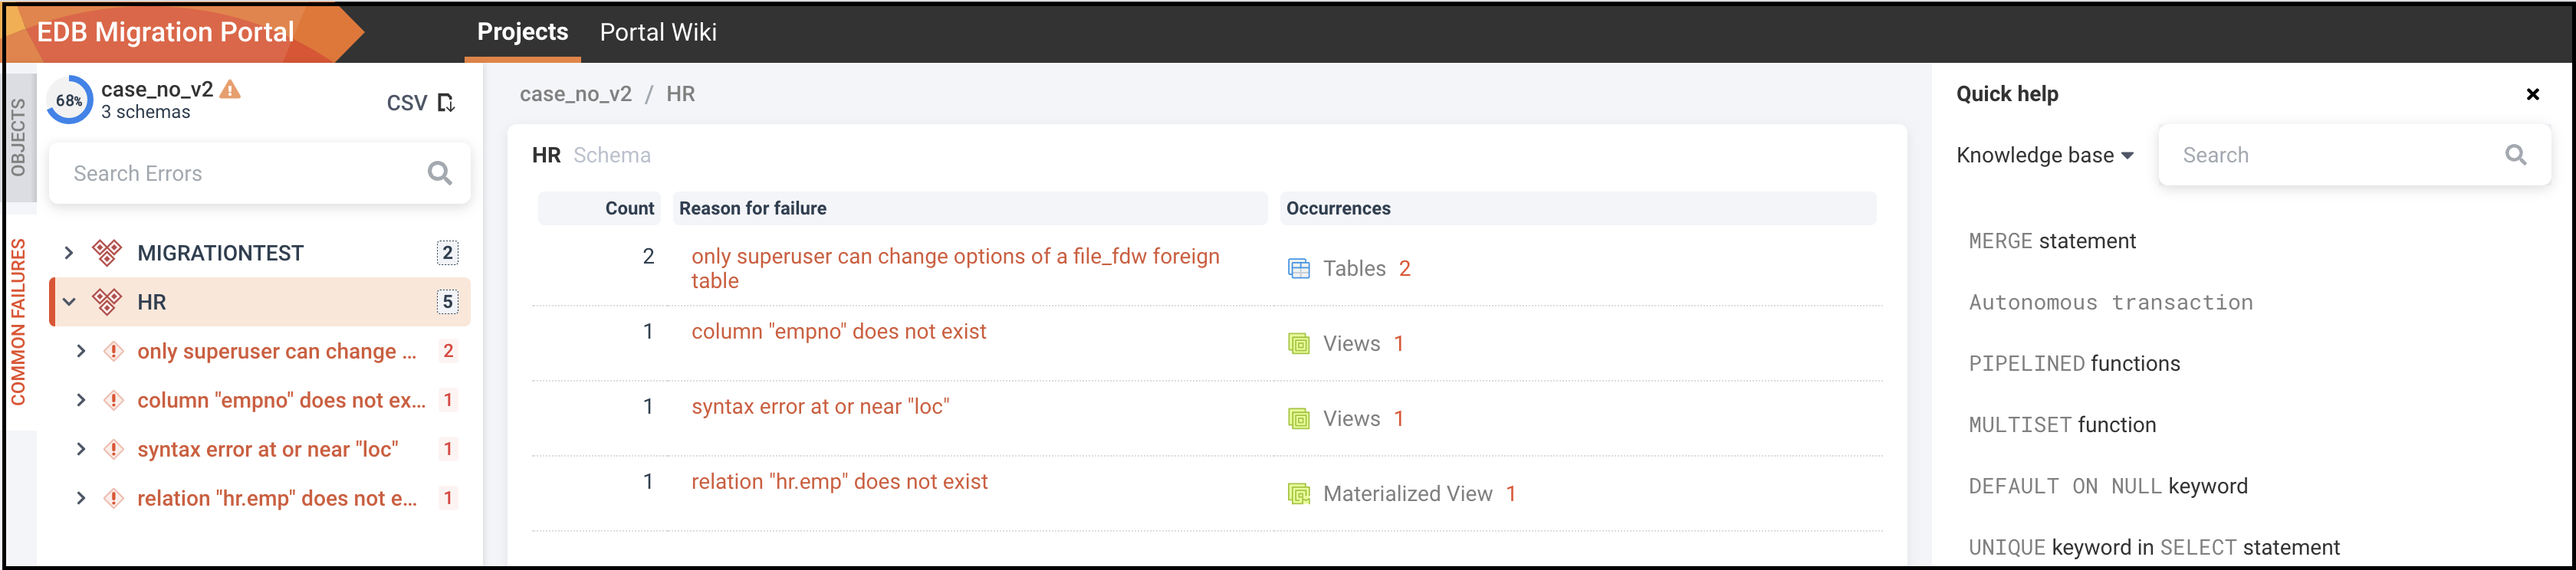 EDB Migration Portal
Projects
Portal Wiki
OBJECTS
COMMON FAILURES
68%
case_no_v2
3 schemas
CSV
Search Errors
MIGRATIONTEST 2
HR 5
only superuser can change ... 2
column "empno" does not ex... 1
syntax error at or near "loc" 1
relation "hr.emp" does not e... 1
case_no_v2 / HR
HR Schema
Count Reason for failure Occurrences
2 only superuser can change options of a file_fdw foreign
table
Tables 2
1 column "empno" does not exist Views 1
1 syntax error at or near "loc" Views 1
1 relation "hr.emp" does not exist Materialized View 1
Quick help
Knowledge base
Search
MERGE statement
Autonomous transaction
PIPELINED functions
MULTISET function
DEFAULT ON NULL keyword
UNIQUE keyword in SELECT statement